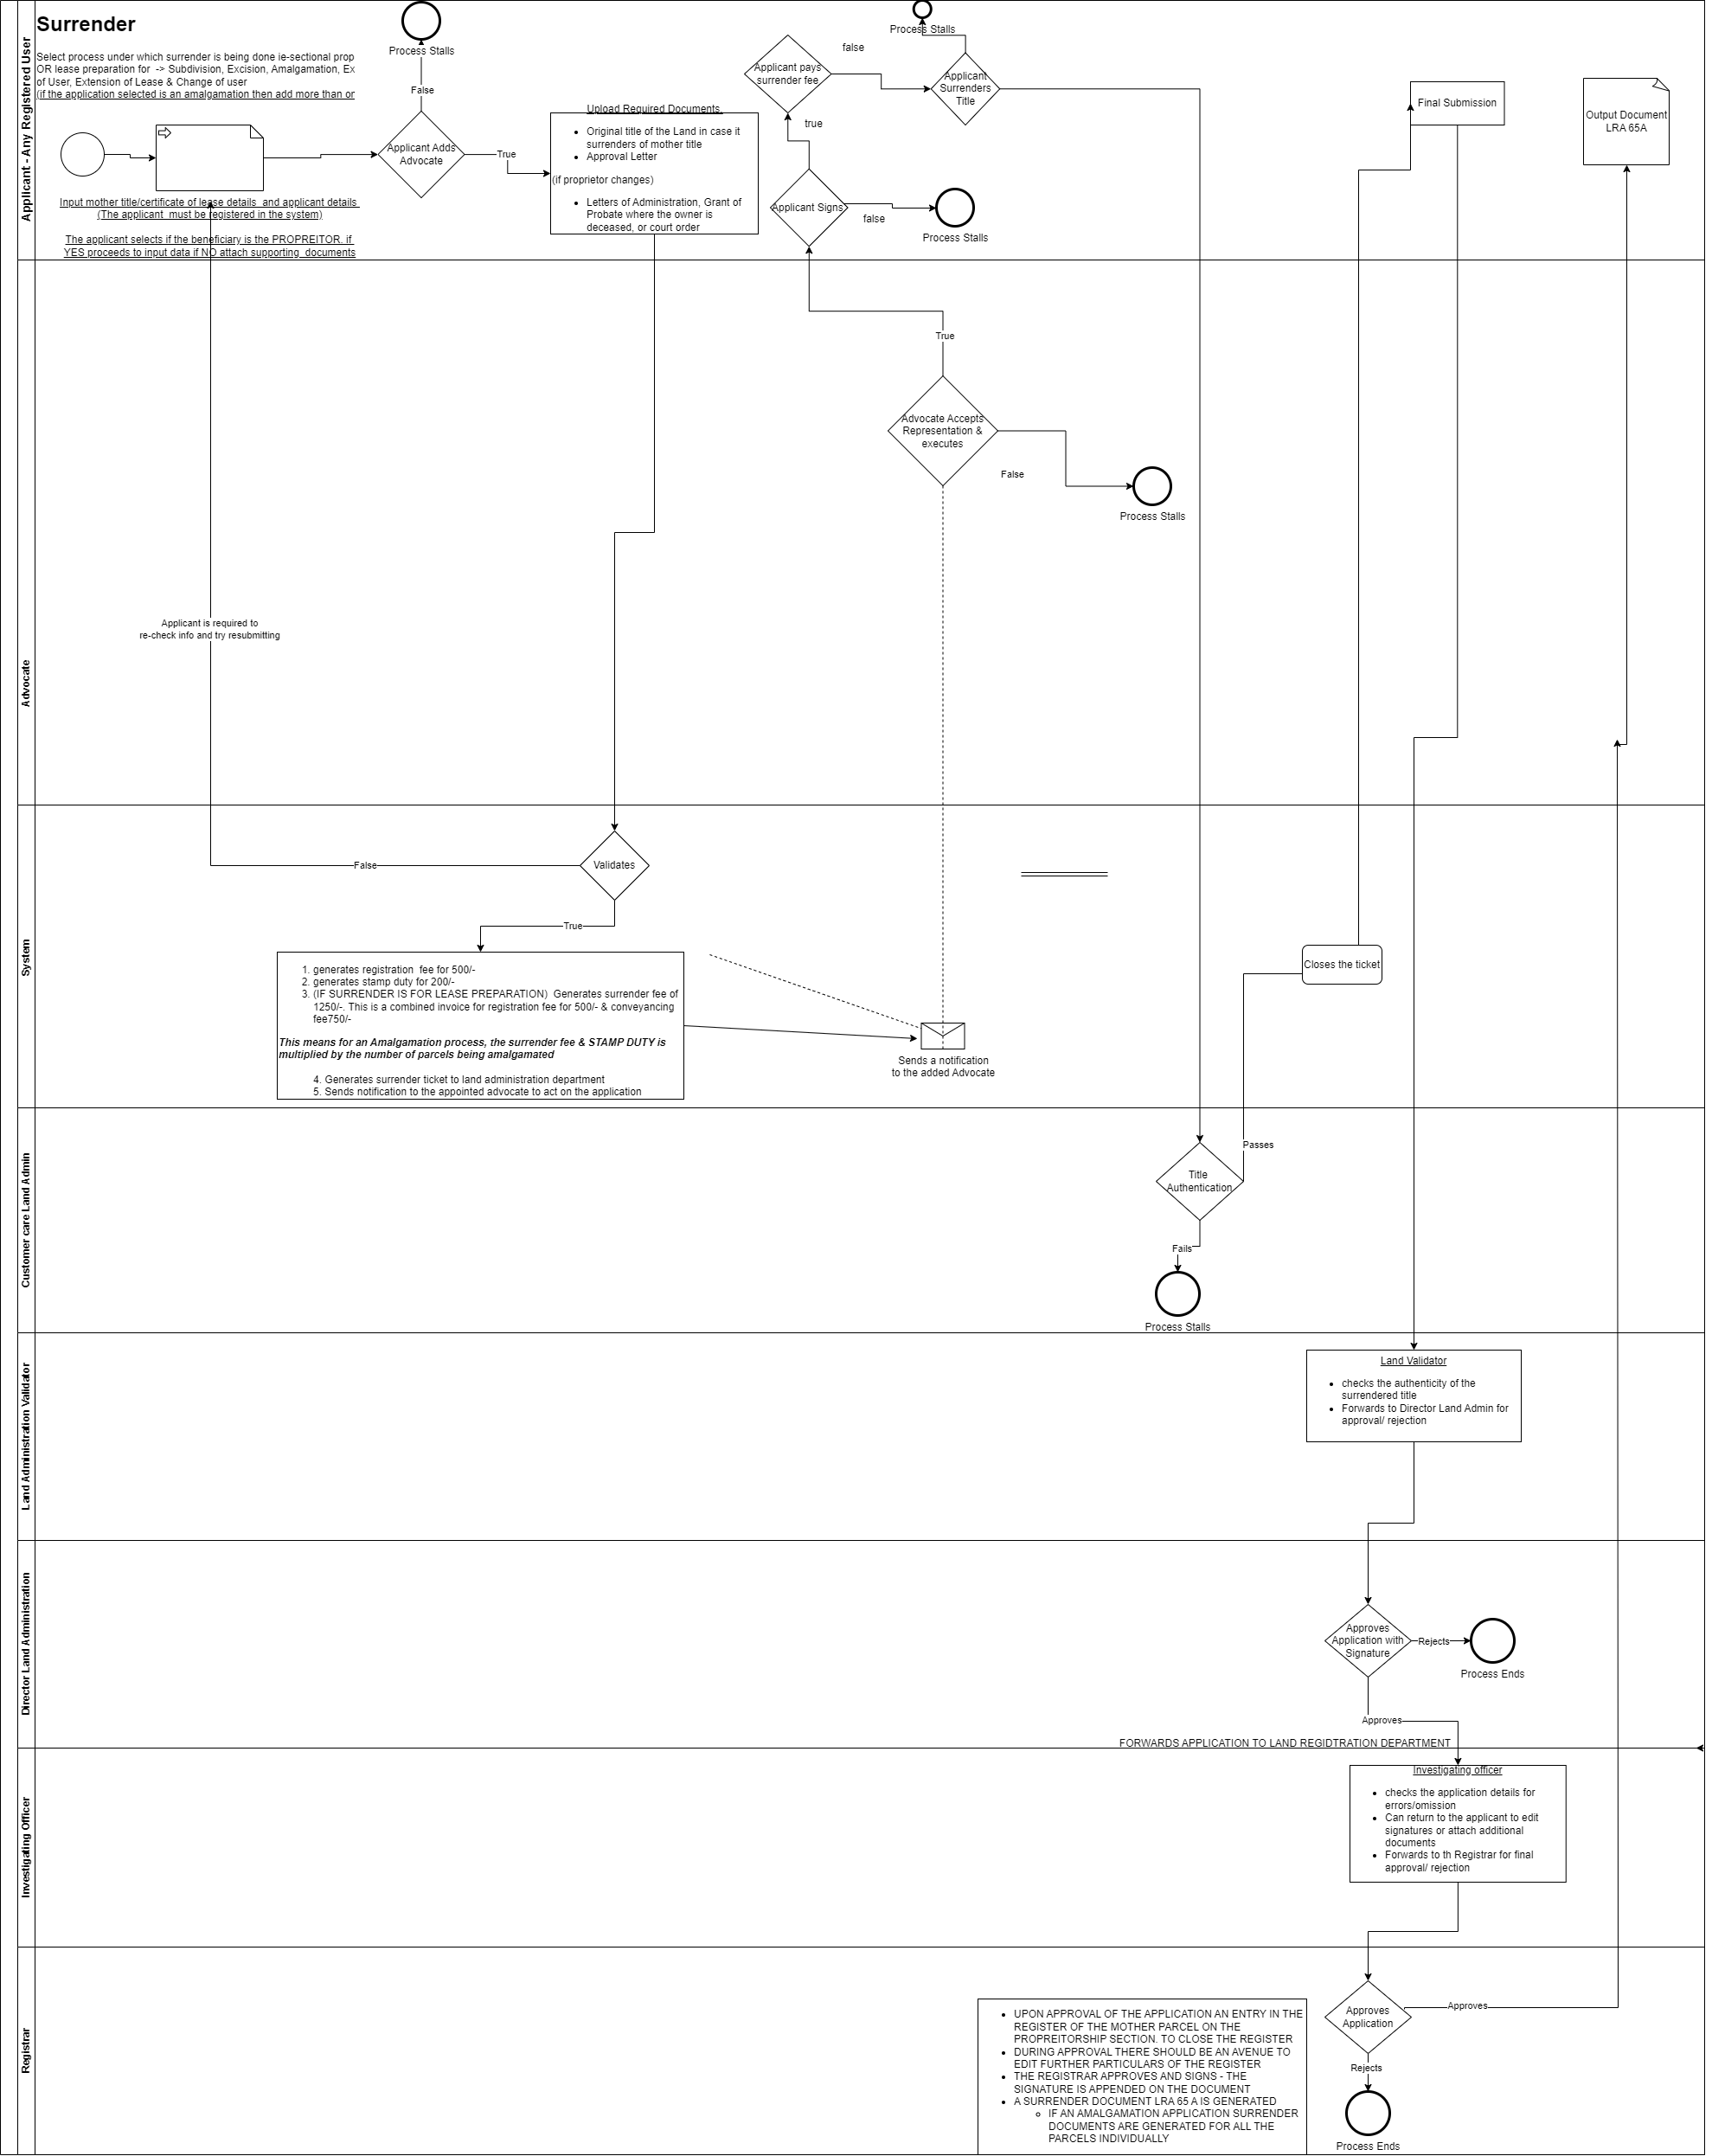 Surrender
Select process under which surrender is being done ie-sectional prop
OR lease preparation for -> Subdivision, Excision, Amalgamation, Ex
of User, Extension of Lease & Change of user
(if the application selected is an amalgamation then add more than or
Applicant - Any Registered User
Input mother title/certificate of lease details and applicant details
(The applicant must be registered in the system)
The applicant selects if the beneficiary is the PROPREITOR. if
YES proceeds to input data if NO attach supporting documents
Process Stalls
False
Applicant Adds
Advocate
True
Upload Required Documents
Original title of the Land in case it
surrenders of mother title
Approval Letter
(if proprietor changes)
Letters of Administration, Grant of
Probate where the owner is
deceased, or court order
Applicant pays
surrender fee
false
true
Applicant Signs
false
Process Stalls
Process Stalls
Applicant
Surrenders
Title
Final Submission
Output Document
LRA 65A
Advocate
True
Advocate Accepts
Representation &
executes
False
Process Stalls
Applicant is required to
re-check info and try resubmitting
System
Validates
False
True
1. generates registration fee for 500/-
2. generates stamp duty for 200/-
3. (IF SURRENDER IS FOR LEASE PREPARATION) Generates surrender fee of
1250/-. This is a combined invoice for registration fee for 500/- & conveyancing
fee750/-
This means for an Amalgamation process, the surrender fee & STAMP DUTY is
multiplied by the number of parcels being amalgamated
4. Generates surrender ticket to land administration department
5. Sends notification to the appointed advocate to act on the application
Sends a notification
to the added Advocate
Closes the ticket
Customer care Land Admin
Passes
Title
Authentication
Fails
Process Stalls
Land Administration Validator
Land Validator
checks the authenticity of the
surrendered title
Forwards to Director Land Admin for
approval/ rejection
Director Land Administration
Approves
Application with
Signature
Rejects
Process Ends
Approves
FORWARDS APPLICATION TO LAND REGIDTRATION DEPARTMENT
Investigating Officer
Investigating officer
checks the application details for
errors/omission
Can return to the applicant to edit
signatures or attach additional
documents
Forwards to th Registrar for final
approval/ rejection
Registrar
UPON APPROVAL OF THE APPLICATION AN ENTRY IN THE
REGISTER OF THE MOTHER PARCEL ON THE
PROPREITORSHIP SECTION. TO CLOSE THE REGISTER
DURING APPROVAL THERE SHOULD BE AN AVENUE TO
EDIT FURTHER PARTICULARS OF THE REGISTER
THE REGISTRAR APPROVES AND SIGNS - THE
SIGNATURE IS APPENDED ON THE DOCUMENT
A SURRENDER DOCUMENT LRA 65 A IS GENERATED
IF AN AMALGAMATION APPLICATION SURRENDER
DOCUMENTS ARE GENERATED FOR ALL THE
PARCELS INDIVIDUALLY
Approves
Application
Approves
Rejects
Process Ends